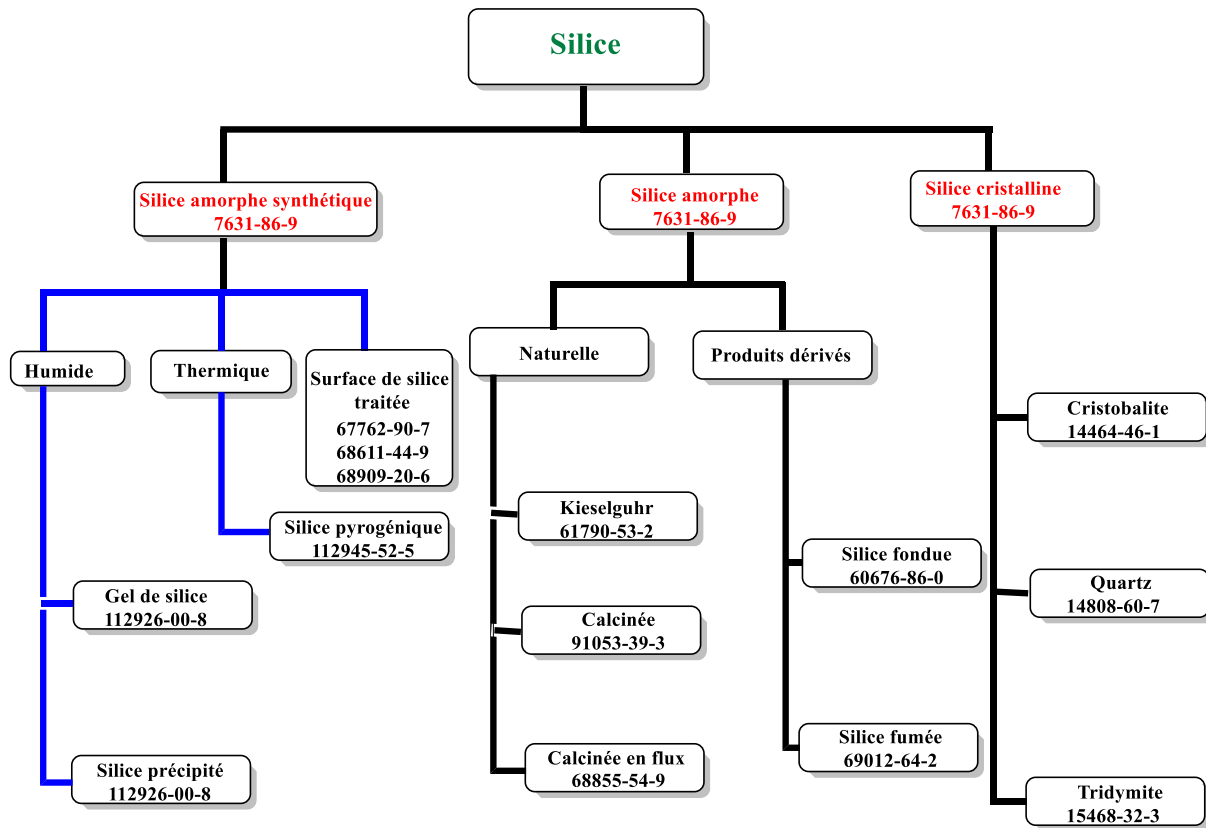 Silice
Silice amorphe synthétique
7631-86-9
Silice amorphe
7631-86-9
Silice cristalline
7631-86-9
Humide
Thermique
Surface de silice
traitée
67762-90-7
68611-44-9
68909-20-6
Naturelle
Produits dérivés
Silice pyrogénique
112945-52-5
Gel de silice
112926-00-8
Silice précipité
112926-00-8
Kieselguhr
61790-53-2
Calcinée
91053-39-3
Calcinée en flux
68855-54-9
Silice fondue
60676-86-0
Silice fumée
69012-64-2
Cristobalite
14464-46-1
Quartz
14808-60-7
Tridymite
15468-32-3